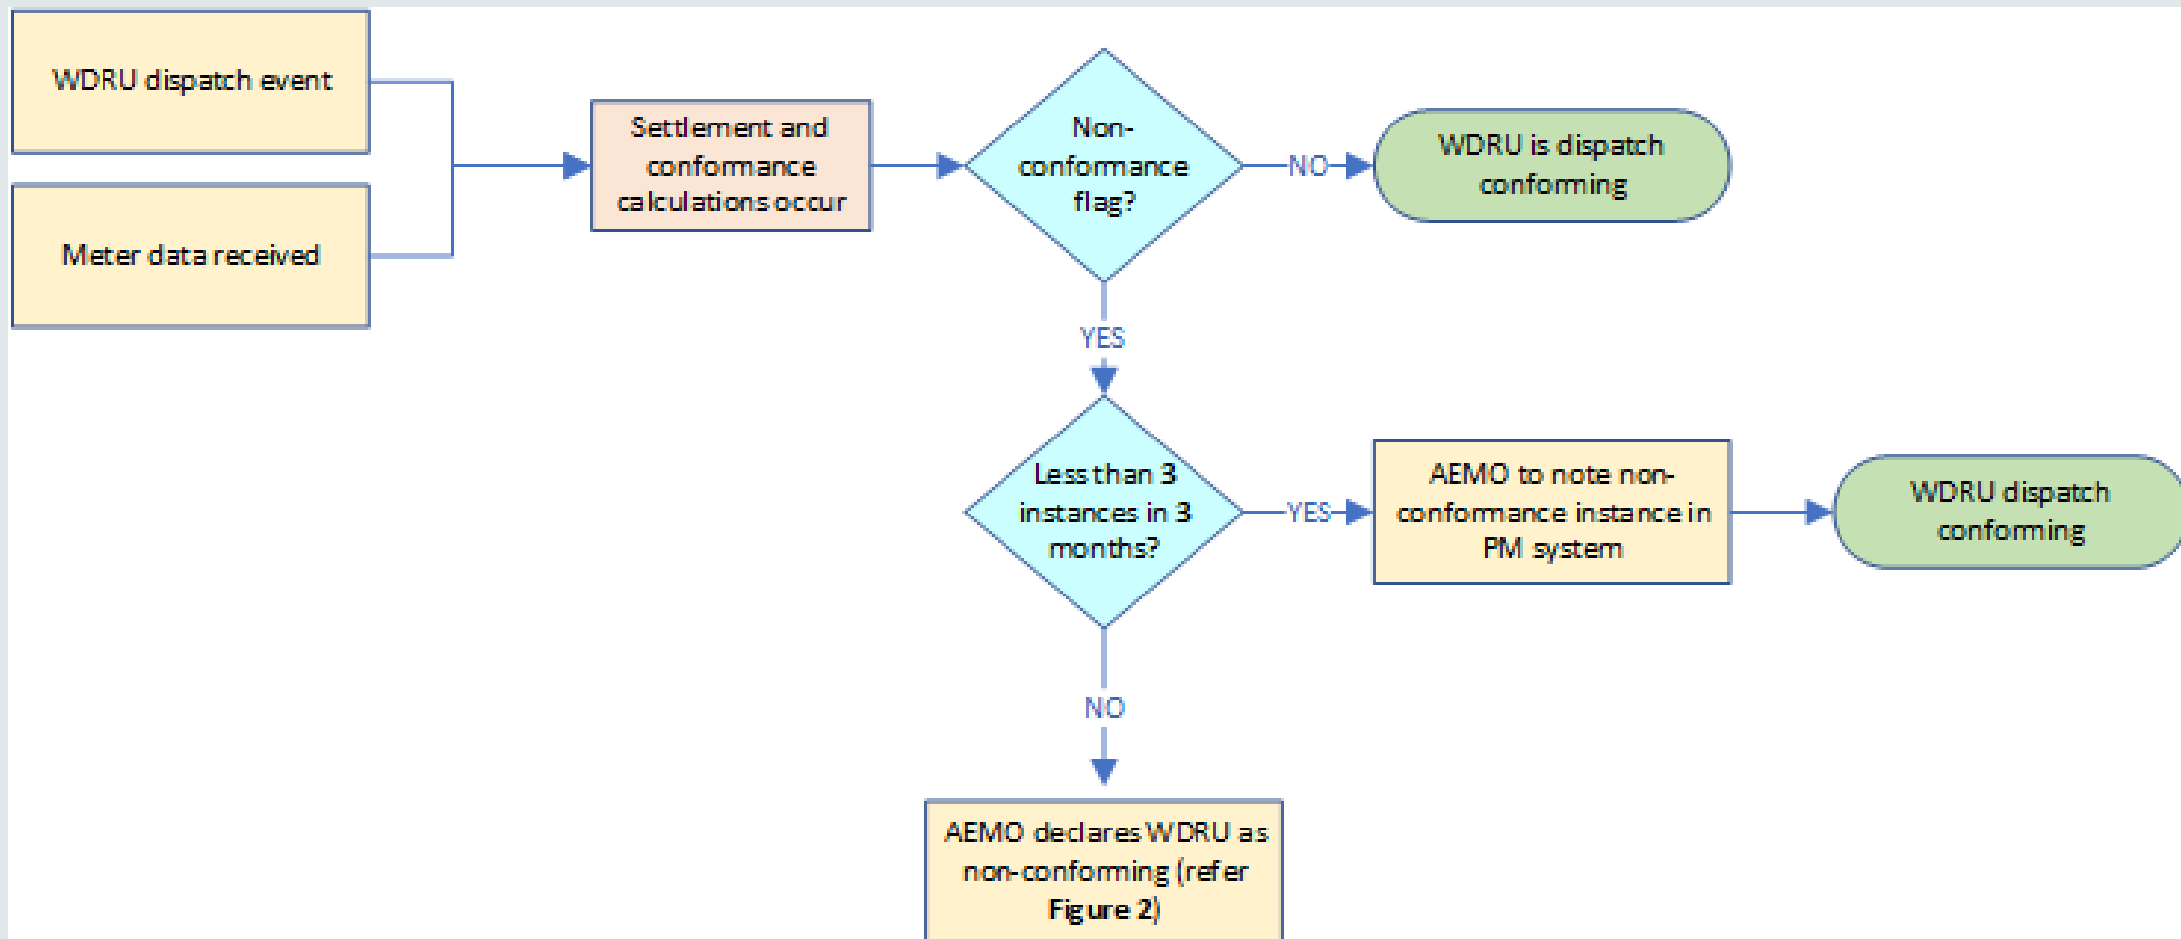 WDRU dispatch event
Meter data received
Settlement and
conformance
calculations occur
Non-
conformance
flag?
NO
WDRU is dispatch
conforming
YES
Less than 3
instances in 3
months?
YES
AEMO to note non-
conformance instance in
PM system
WDRU dispatch
conforming
NO
AEMO declares WDRU as
non-conforming (refer
Figure 2)